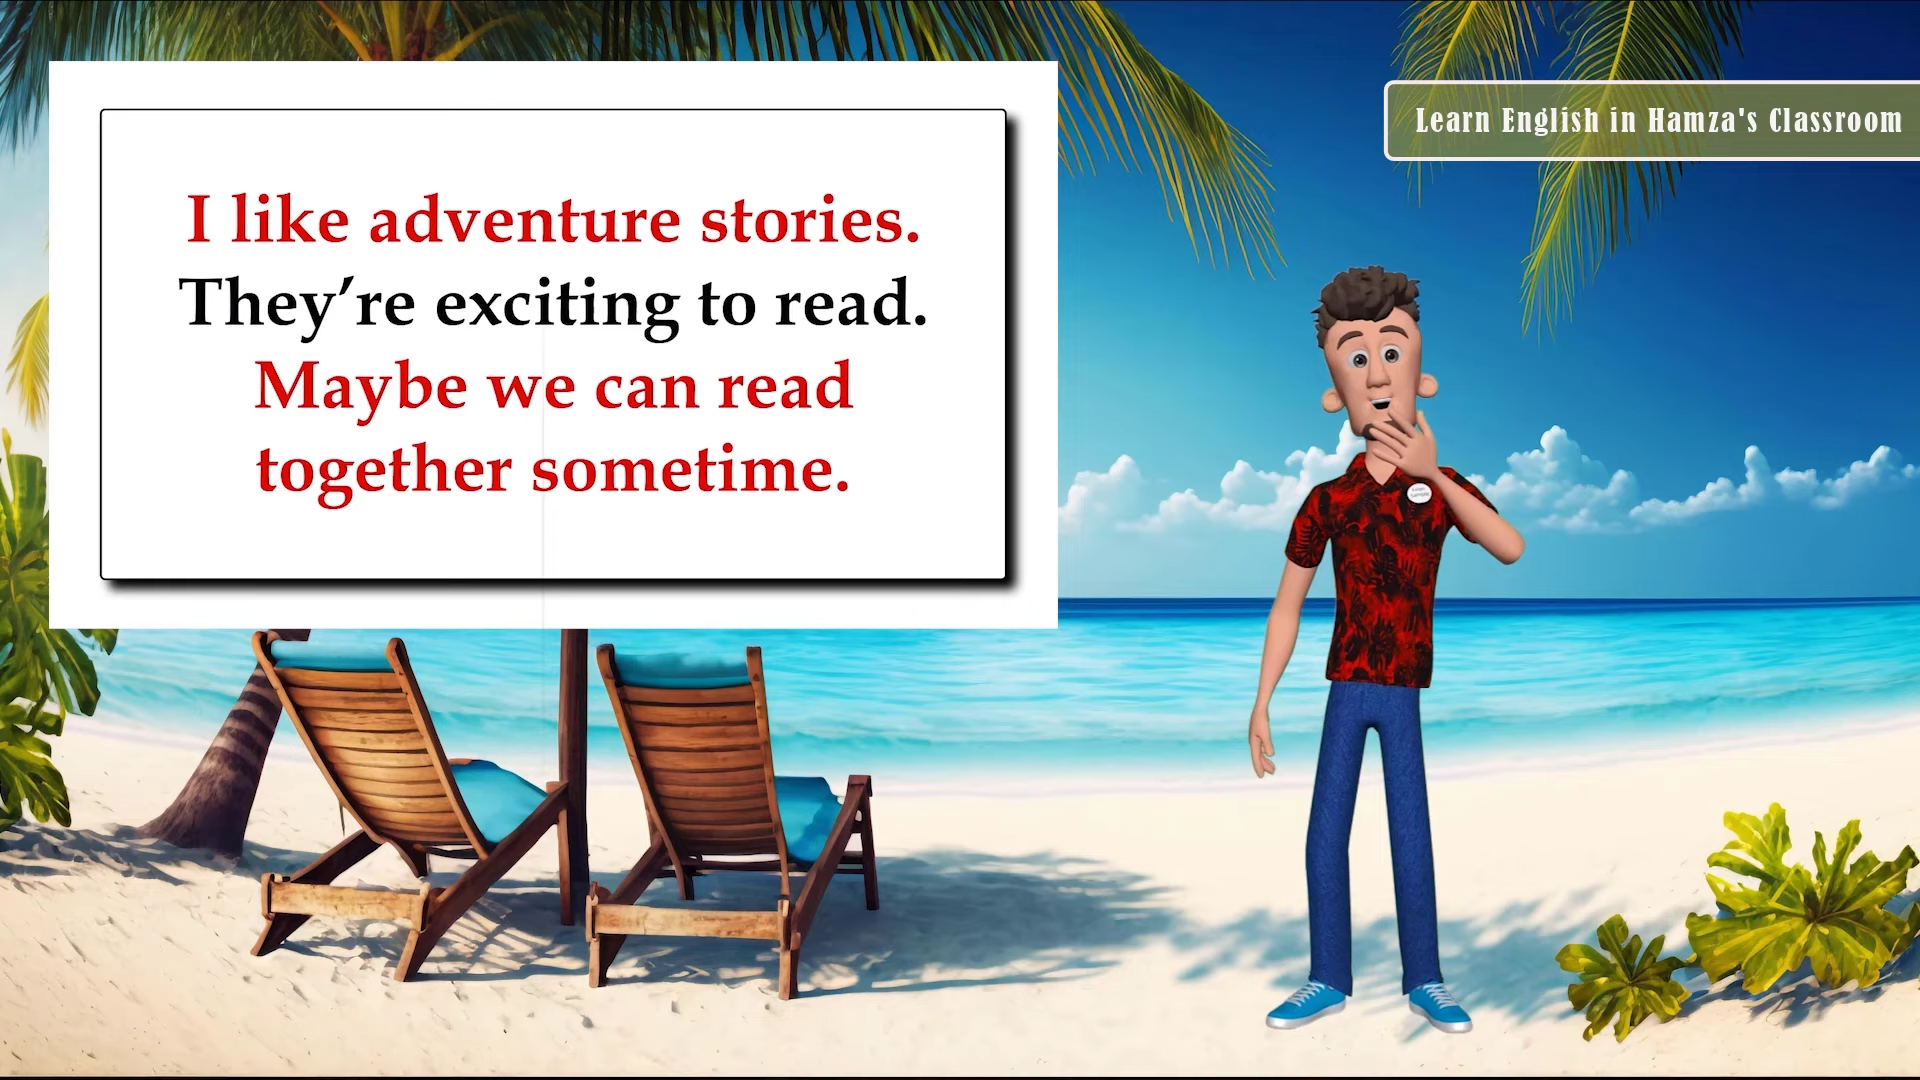 I like adventure stories.
They’re exciting to read.
Maybe we can read
together sometime.
Learn English in Hamza's Classroom